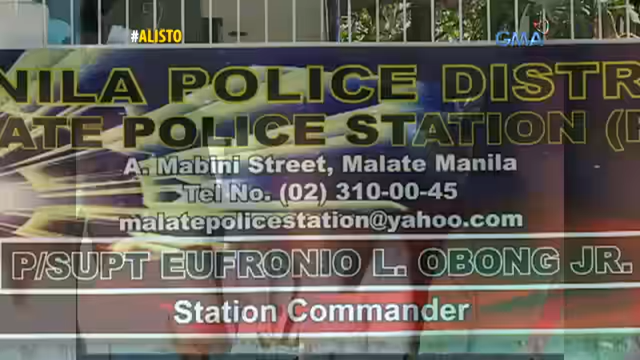 #ALISTO
GMA
NILA POLICE DISTR
ATE POLICE STATION (P
A. Mabini Street, Malate Manila
Tel No. (02) 310-00-45
malatepolicestation@yahoo.com
P/SUPT EUFRONIO L. OBONG JR.
Station Commander